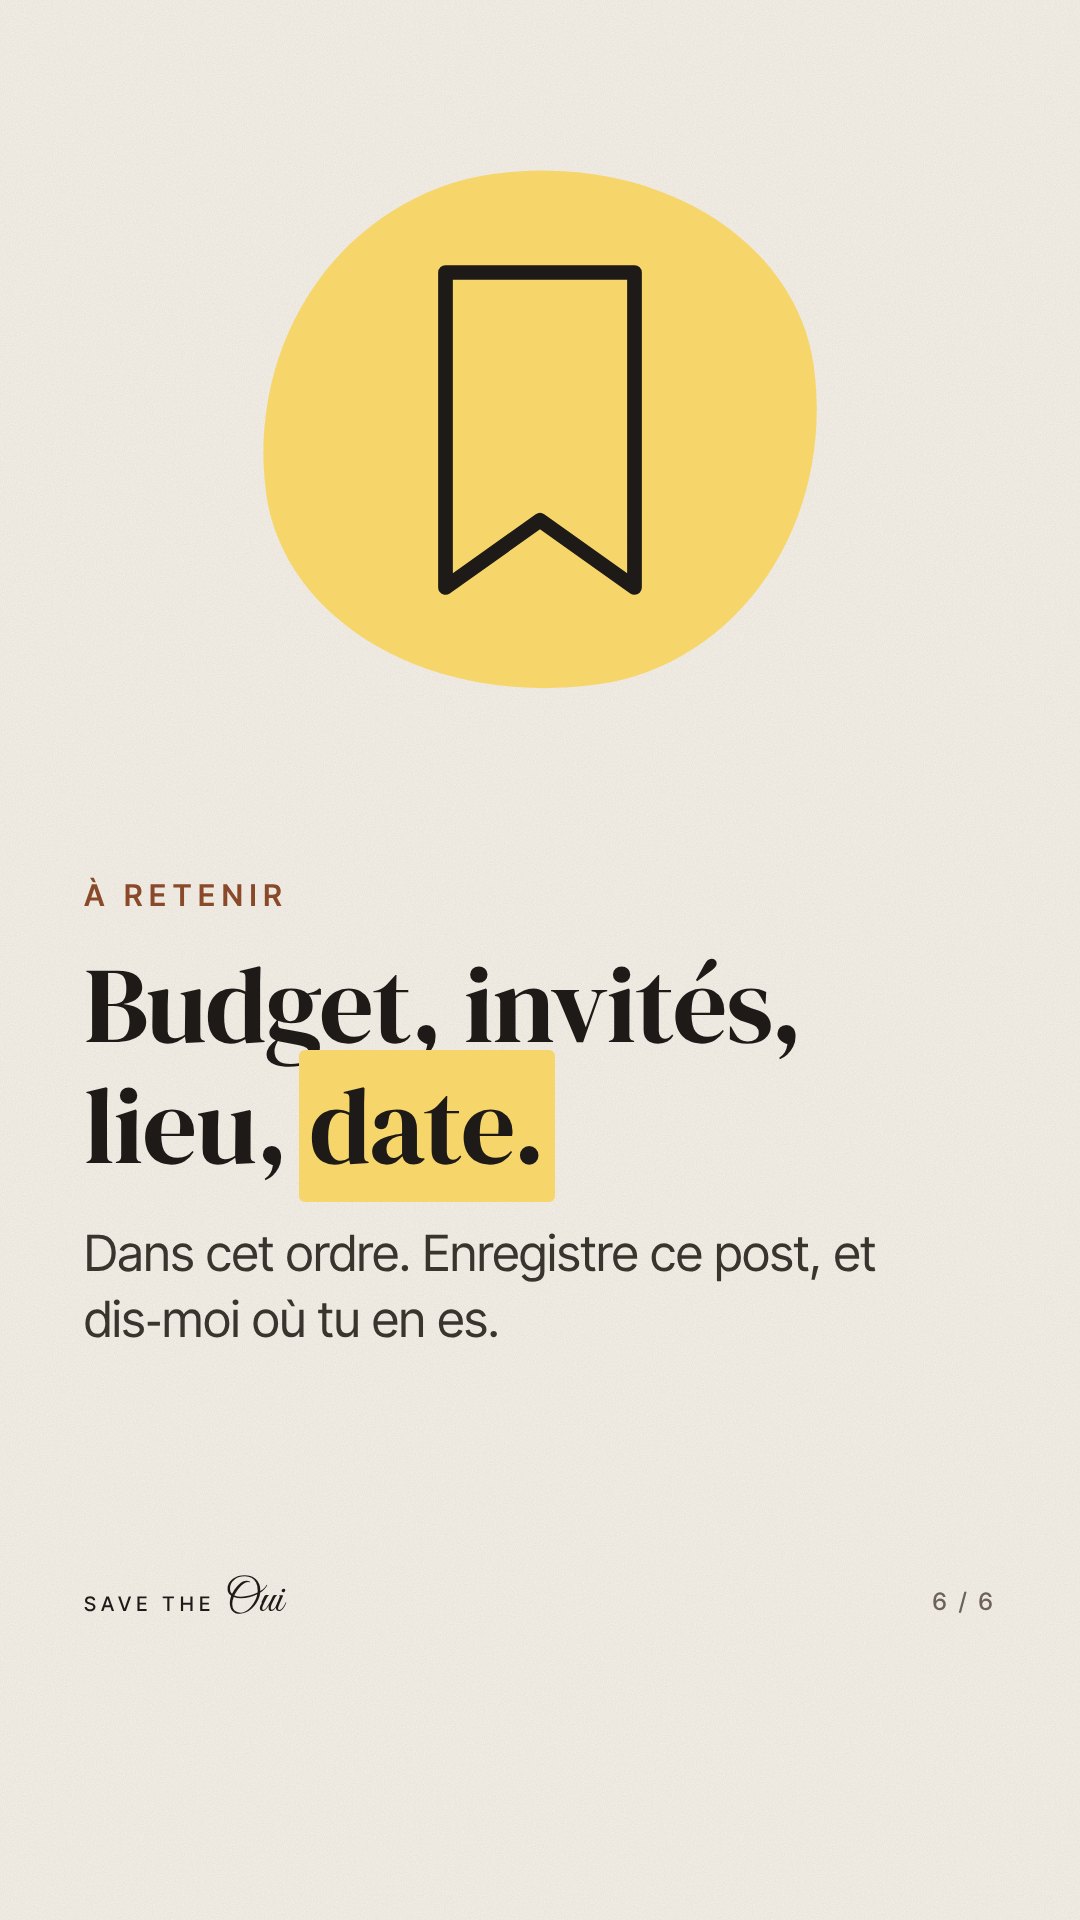 À RETENIR
Budget, invités,
lieu, date.
Dans cet ordre. Enregistre ce post, et
dis-moi où tu en es.
SAVE THE Oui
6 / 6